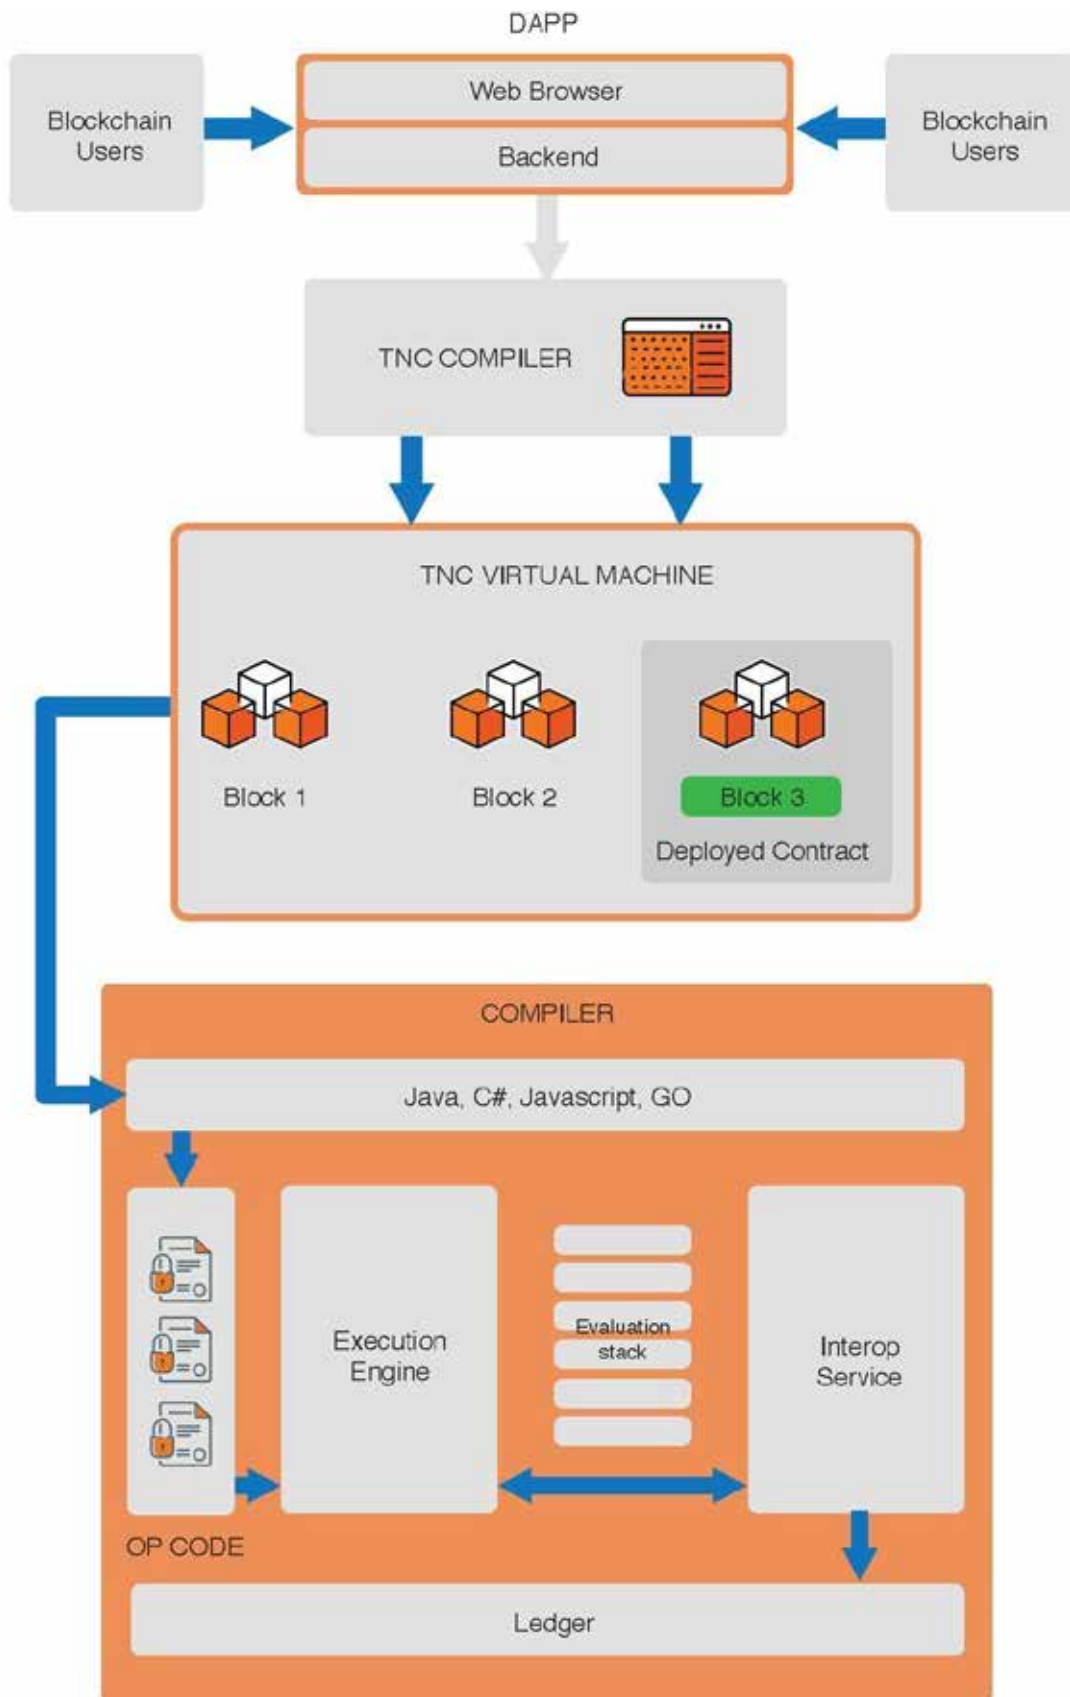 DAPP
Blockchain
Users
Web Browser
Backend
Blockchain
Users
TNC COMPILER
TNC VIRTUAL MACHINE
Block 1
Block 2
Block 3
Deployed Contract
COMPILER
Java, C#, Javascript, GO
Execution
Engine
Evaluation
stack
Interop
Service
OP CODE
Ledger